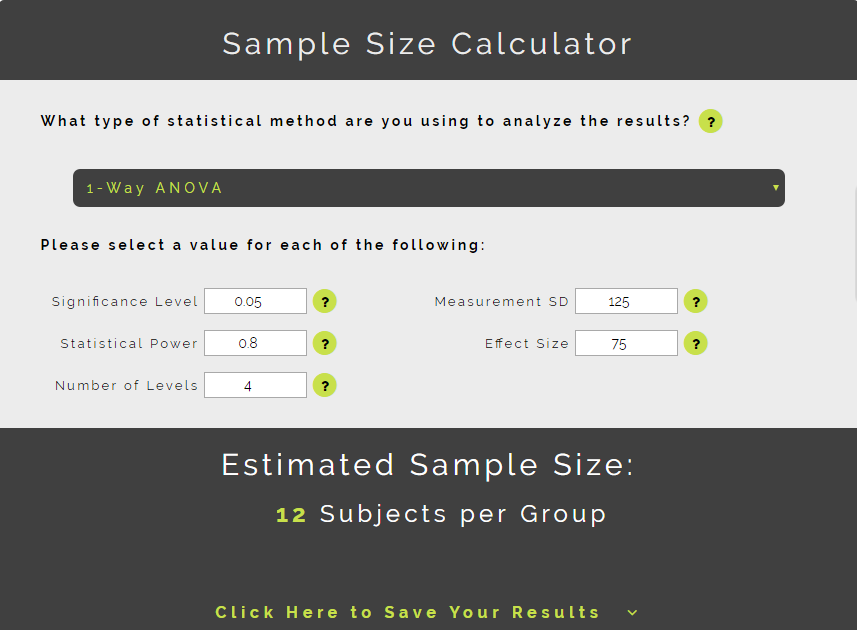 Sample Size Calculator
What type of statistical method are you using to analyze the results? ?
1-Way ANOVA ▾
Please select a value for each of the following:
Significance Level 0.05 ? Measurement SD 125 ?
Statistical Power 0.8 ? Effect Size 75 ?
Number of Levels 4 ?
Estimated Sample Size:
12 Subjects per Group
Click Here to Save Your Results